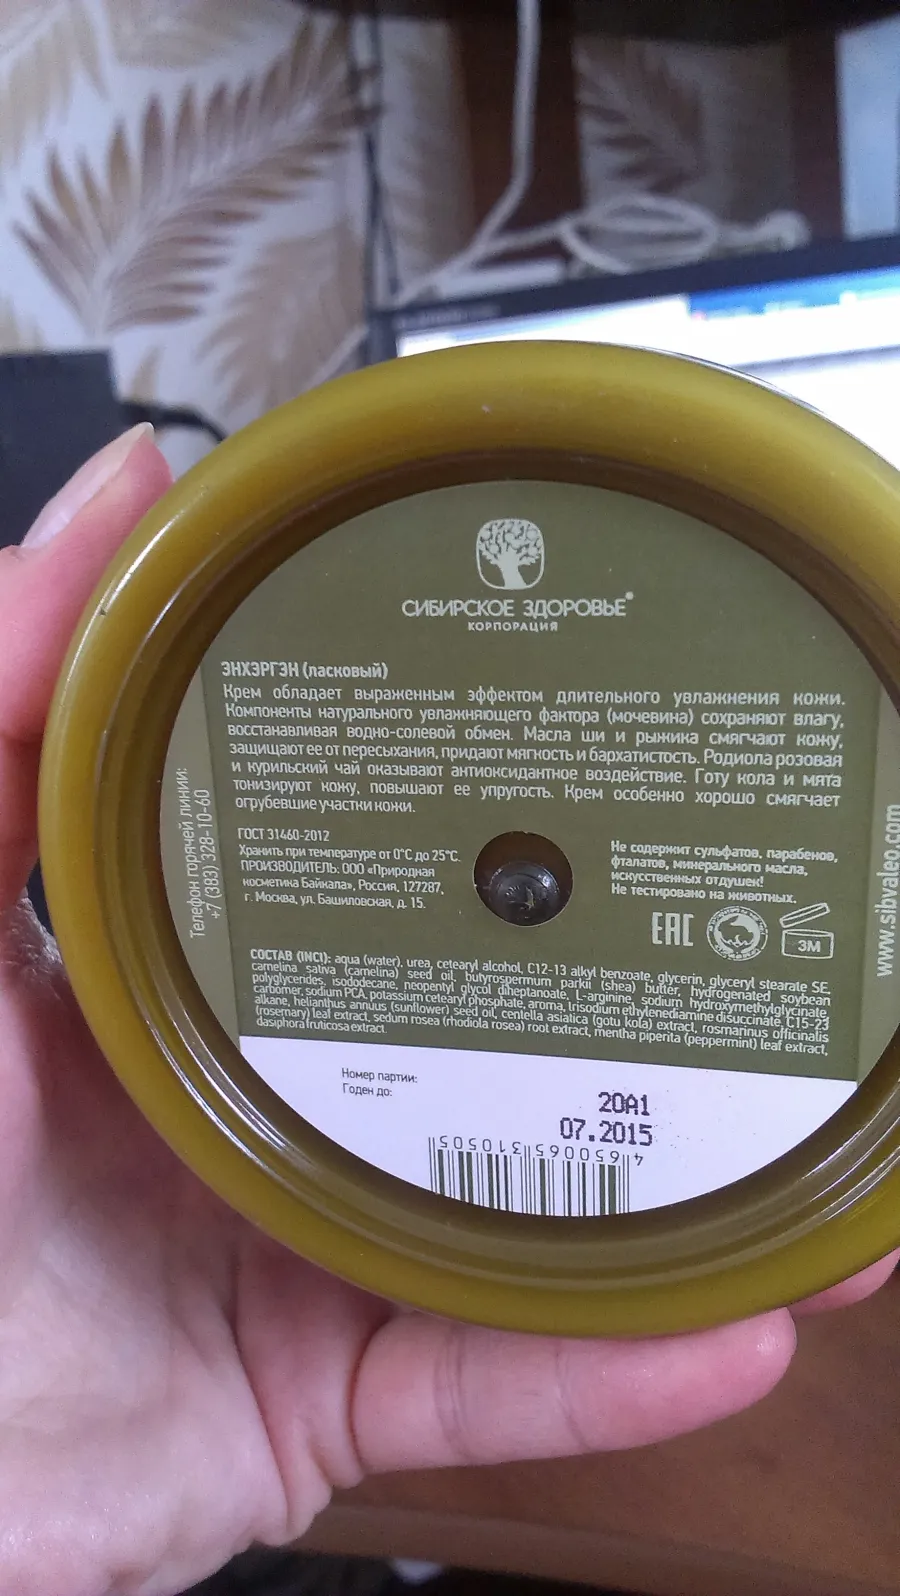 СИБИРСКОЕ ЗДОРОВЬЕ®
КОРПОРАЦИЯ
ЭНХЭРГЭН (ласковый)
Крем обладает выраженным эффектом длительного увлажнения кожи.
Компоненты натурального увлажняющего фактора (мочевина) сохраняют влагу,
восстанавливая водно-солевой обмен. Масла ши и рыжика смягчают кожу,
защищают ее от пересыхания, придают мягкость и бархатистость. Родиола розовая
и курильский чай оказывают антиоксидантное воздействие. Готу кола и мята
тонизируют кожу, повышают ее упругость. Крем особенно хорошо смягчает
огрубевшие участки кожи.
Телефон горячей линии:
+7 (383) 328-10-60
ГОСТ 31460-2012
Хранить при температуре от 0°С до 25°С.
ПРОИЗВОДИТЕЛЬ: ООО «Природная
косметика Байкала», Россия, 127287,
г. Москва, ул. Башиловская, д. 15.
Не содержит сульфатов, парабенов,
фталатов, минерального масла,
искусственных отдушек!
Не тестировано на животных.
EAC
3М
www.sibvaleo.com
СОСТАВ (INCI): aqua (water), urea, cetearyl alcohol, C12-13 alkyl benzoate, glycerin, glyceryl stearate SE,
camelina sativa (camelina) seed oil, butyrospermum parkii (shea) butter, hydrogenated soybean
polyglycerides, isododecane, neopentyl glycol diheptanoate, L-arginine, sodium hydroxymethylglycinate,
carbomer, sodium PCA, potassium cetearyl phosphate, aroma, trisodium ethylenediamine disuccinate, C15-23
alkane, helianthus annuus (sunflower) seed oil, centella asiatica (gotu kola) extract, rosmarinus officinalis
(rosemary) leaf extract, sedum rosea (rhodiola rosea) root extract, mentha piperita (peppermint) leaf extract,
dasiphora fruticosa extract.
Номер партии:
Годен до:
20A1
07.2015
4 650065 310505